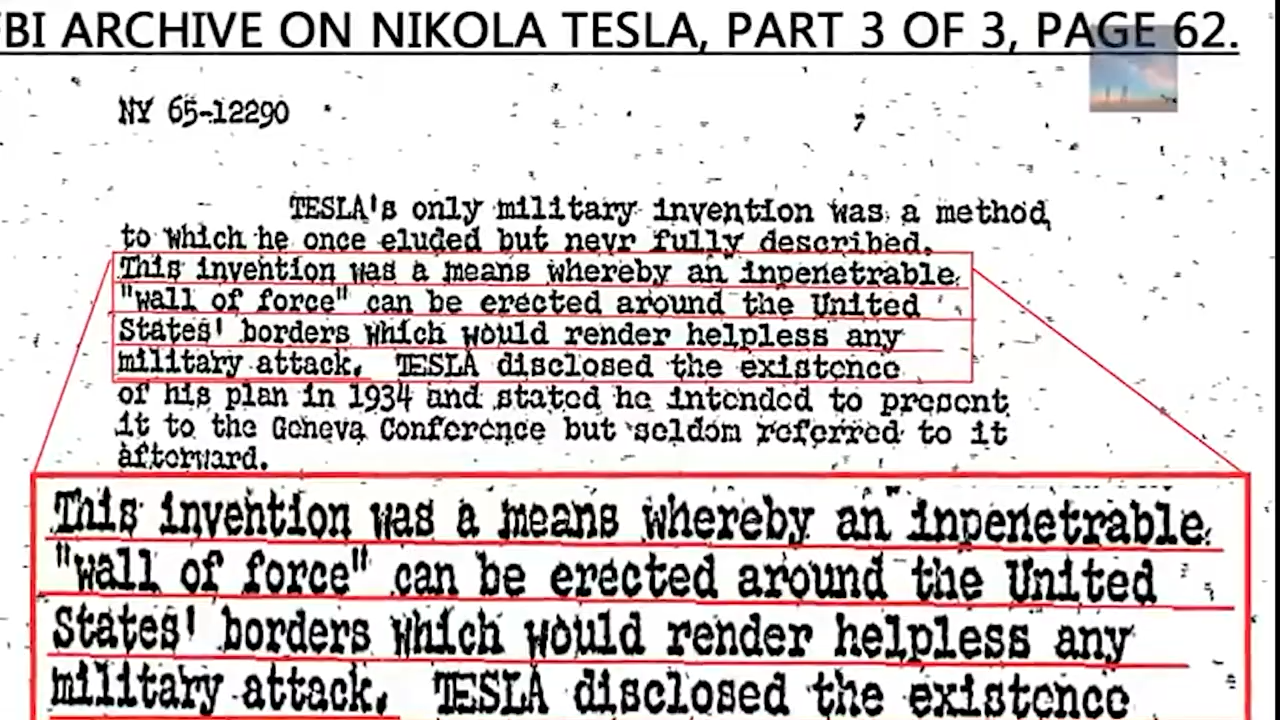 FBI ARCHIVE ON NIKOLA TESLA, PART 3 OF 3, PAGE 62.
NY 65-12290
TESLA's only military invention was a method
to which he once eluded but nevr fully described.
This invention was a means whereby an inpenetrable
"wall of force" can be erected around the United
States' borders which would render helpless any
military attack. TESLA disclosed the existence
of his plan in 1934 and stated he intended to present
it to the Geneva Conference but seldom referred to it
afterward.
This invention was a means whereby an inpenetrable
"wall of force" can be erected around the United
States' borders which would render helpless any
military attack. TESLA disclosed the existence